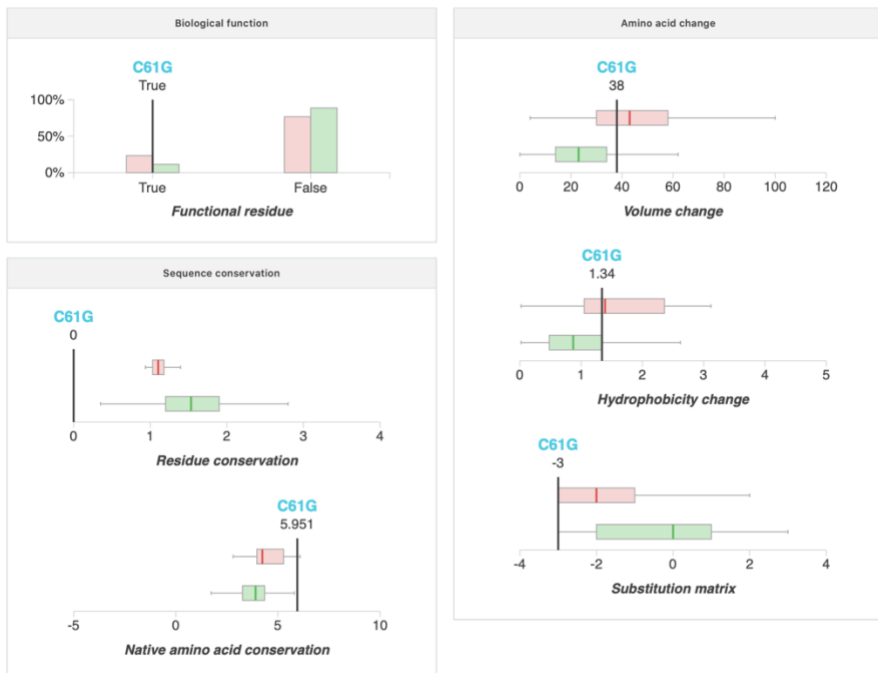 Biological function
C61G
True
100%
50%
0%
True False
Functional residue
Sequence conservation
C61G
0
0 1 2 3 4
Residue conservation
C61G
5.951
-5 0 5 10
Native amino acid conservation
Amino acid change
C61G
38
0 20 40 60 80 100 120
Volume change
C61G
1.34
0 1 2 3 4 5
Hydrophobicity change
C61G
-3
-4 -2 0 2 4
Substitution matrix